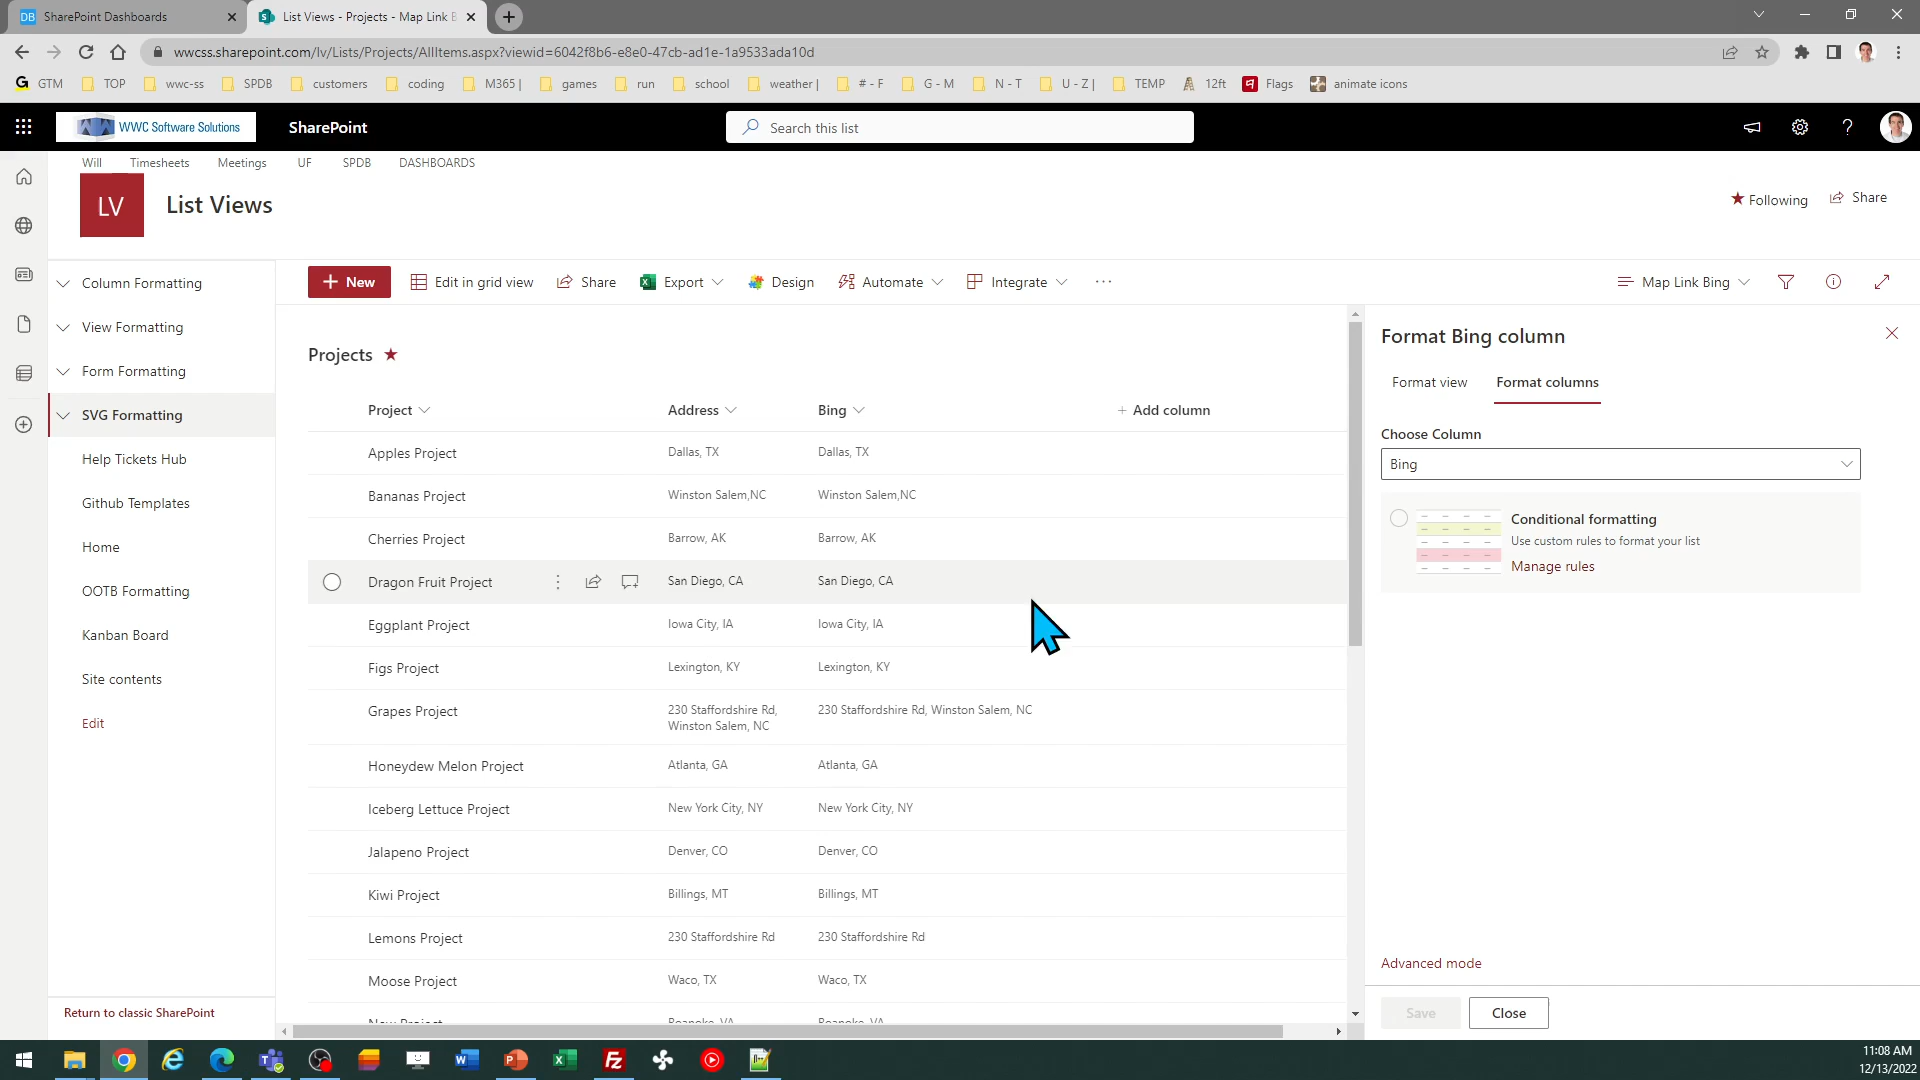 DB SharePoint Dashboards
List Views - Projects - Map Link B
wwcss.sharepoint.com/lv/Lists/Projects/AllItems.aspx?viewid=6042f8b6-e8e0-47cb-ad1e-1a9533ada10d
G GTM TOP wwc-ss SPDB customers coding M365 | games run school weather | # - F G - M N - T U - Z | TEMP 12ft Flags animate icons
WWC Software Solutions SharePoint Search this list ?
Will Timesheets Meetings UF SPDB DASHBOARDS
LV List Views
Following Share
Column Formatting
View Formatting
Form Formatting
SVG Formatting
Help Tickets Hub
Github Templates
Home
OOTB Formatting
Kanban Board
Site contents
Edit
Return to classic SharePoint
+ New Edit in grid view Share Export Design Automate Integrate ... Map Link Bing
Projects
Project Address Bing + Add column
Apples Project Dallas, TX Dallas, TX
Bananas Project Winston Salem,NC Winston Salem,NC
Cherries Project Barrow, AK Barrow, AK
Dragon Fruit Project San Diego, CA San Diego, CA
Eggplant Project Iowa City, IA Iowa City, IA
Figs Project Lexington, KY Lexington, KY
Grapes Project 230 Staffordshire Rd, 230 Staffordshire Rd, Winston Salem, NC
Winston Salem, NC
Honeydew Melon Project Atlanta, GA Atlanta, GA
Iceberg Lettuce Project New York City, NY New York City, NY
Jalapeno Project Denver, CO Denver, CO
Kiwi Project Billings, MT Billings, MT
Lemons Project 230 Staffordshire Rd 230 Staffordshire Rd
Moose Project Waco, TX Waco, TX
Roanoke, VA Roanoke, VA
Format Bing column
Format view Format columns
Choose Column
Bing
Conditional formatting
Use custom rules to format your list
Manage rules
Advanced mode
Save Close
11:08 AM
12/13/2022